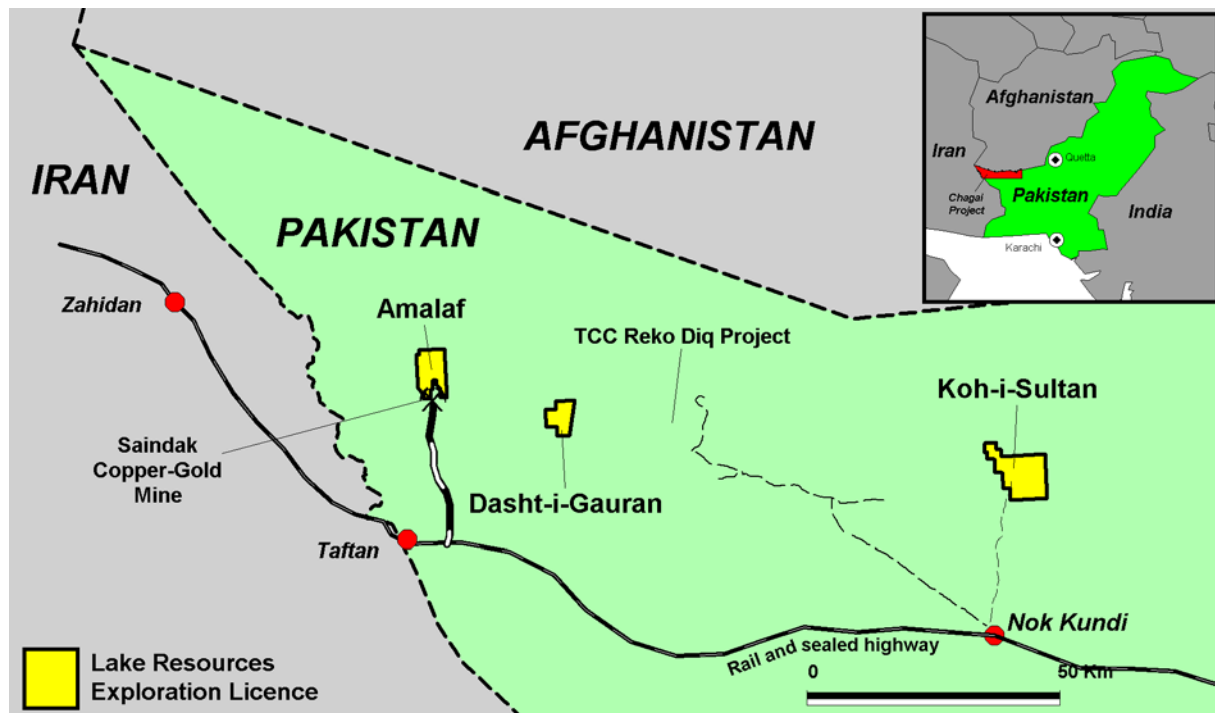 AFGHANISTAN
IRAN
PAKISTAN
Zahidan
Amalaf
TCC Reko Diq Project
Koh-i-Sultan
Saindak
Copper-Gold
Mine
Dasht-i-Gauran
Taftan
Nok Kundi
Rail and sealed highway
0
50 Km
Lake Resources
Exploration Licence
Afghanistan
Iran
Quetta
Chagai
Project
Pakistan
India
Karachi